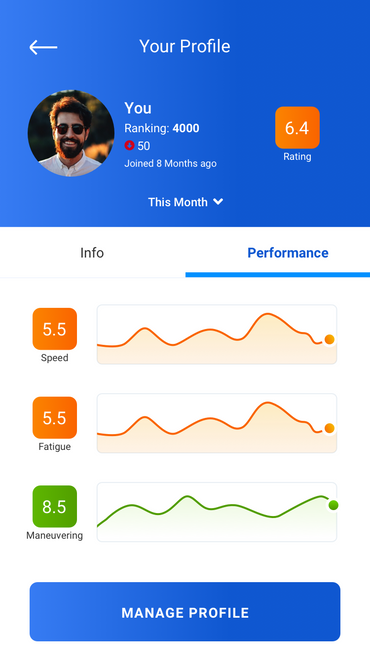 Your Profile
You
Ranking: 4000
50
Joined 8 Months ago
6.4
Rating
This Month
Info
Performance
5.5
Speed
5.5
Fatigue
8.5
Maneuvering
MANAGE PROFILE